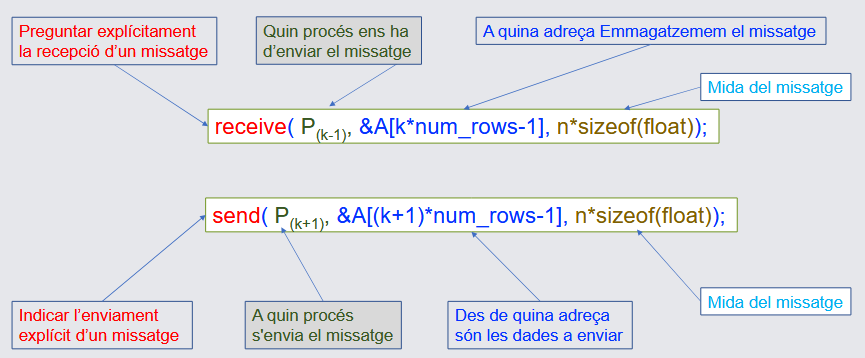 Preguntar explícitament
la recepció d'un missatge
Quin procés ens ha
d'enviar el missatge
A quina adreça Emmagatzemem el missatge
Mida del missatge
receive( P(k-1), &A[k*num_rows-1], n*sizeof(float));
send( P(k+1), &A[(k+1)*num_rows-1], n*sizeof(float));
Indicar l'enviament
explícit d'un missatge
A quin procés
s'envia el missatge
Des de quina adreça
són les dades a enviar
Mida del missatge